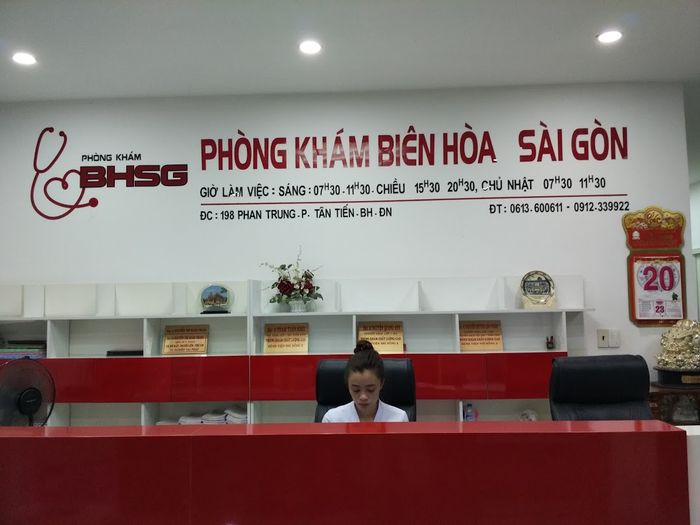 PHÒNG KHÁM
BHSG
PHÒNG KHÁM BIÊN HÒA SÀI GÒN
GIỜ LÀM VIỆC : SÁNG : 07H30 - 11H30 - CHIỀU 15H30 20H30, CHỦ NHẬT 07H30 11H30
ĐC : 198 PHAN TRUNG - P - TÂN TIẾN - BH - ĐN ĐT : 0613.600611 - 0912.339922
20
23